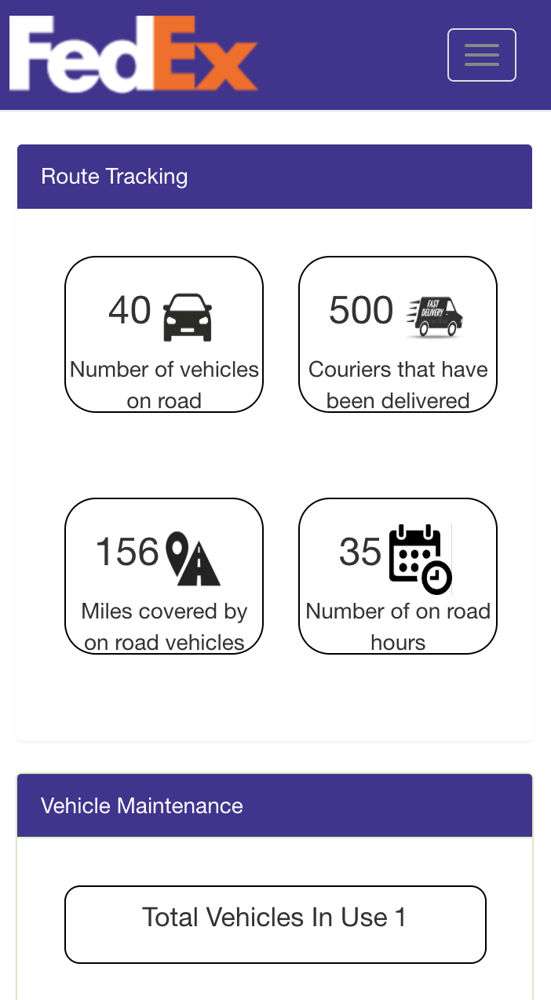 FedEx
Route Tracking
40
Number of vehicles
on road
500
FAST
DELIVERY
Couriers that have
been delivered
156
Miles covered by
on road vehicles
35
Number of on road
hours
Vehicle Maintenance
Total Vehicles In Use 1